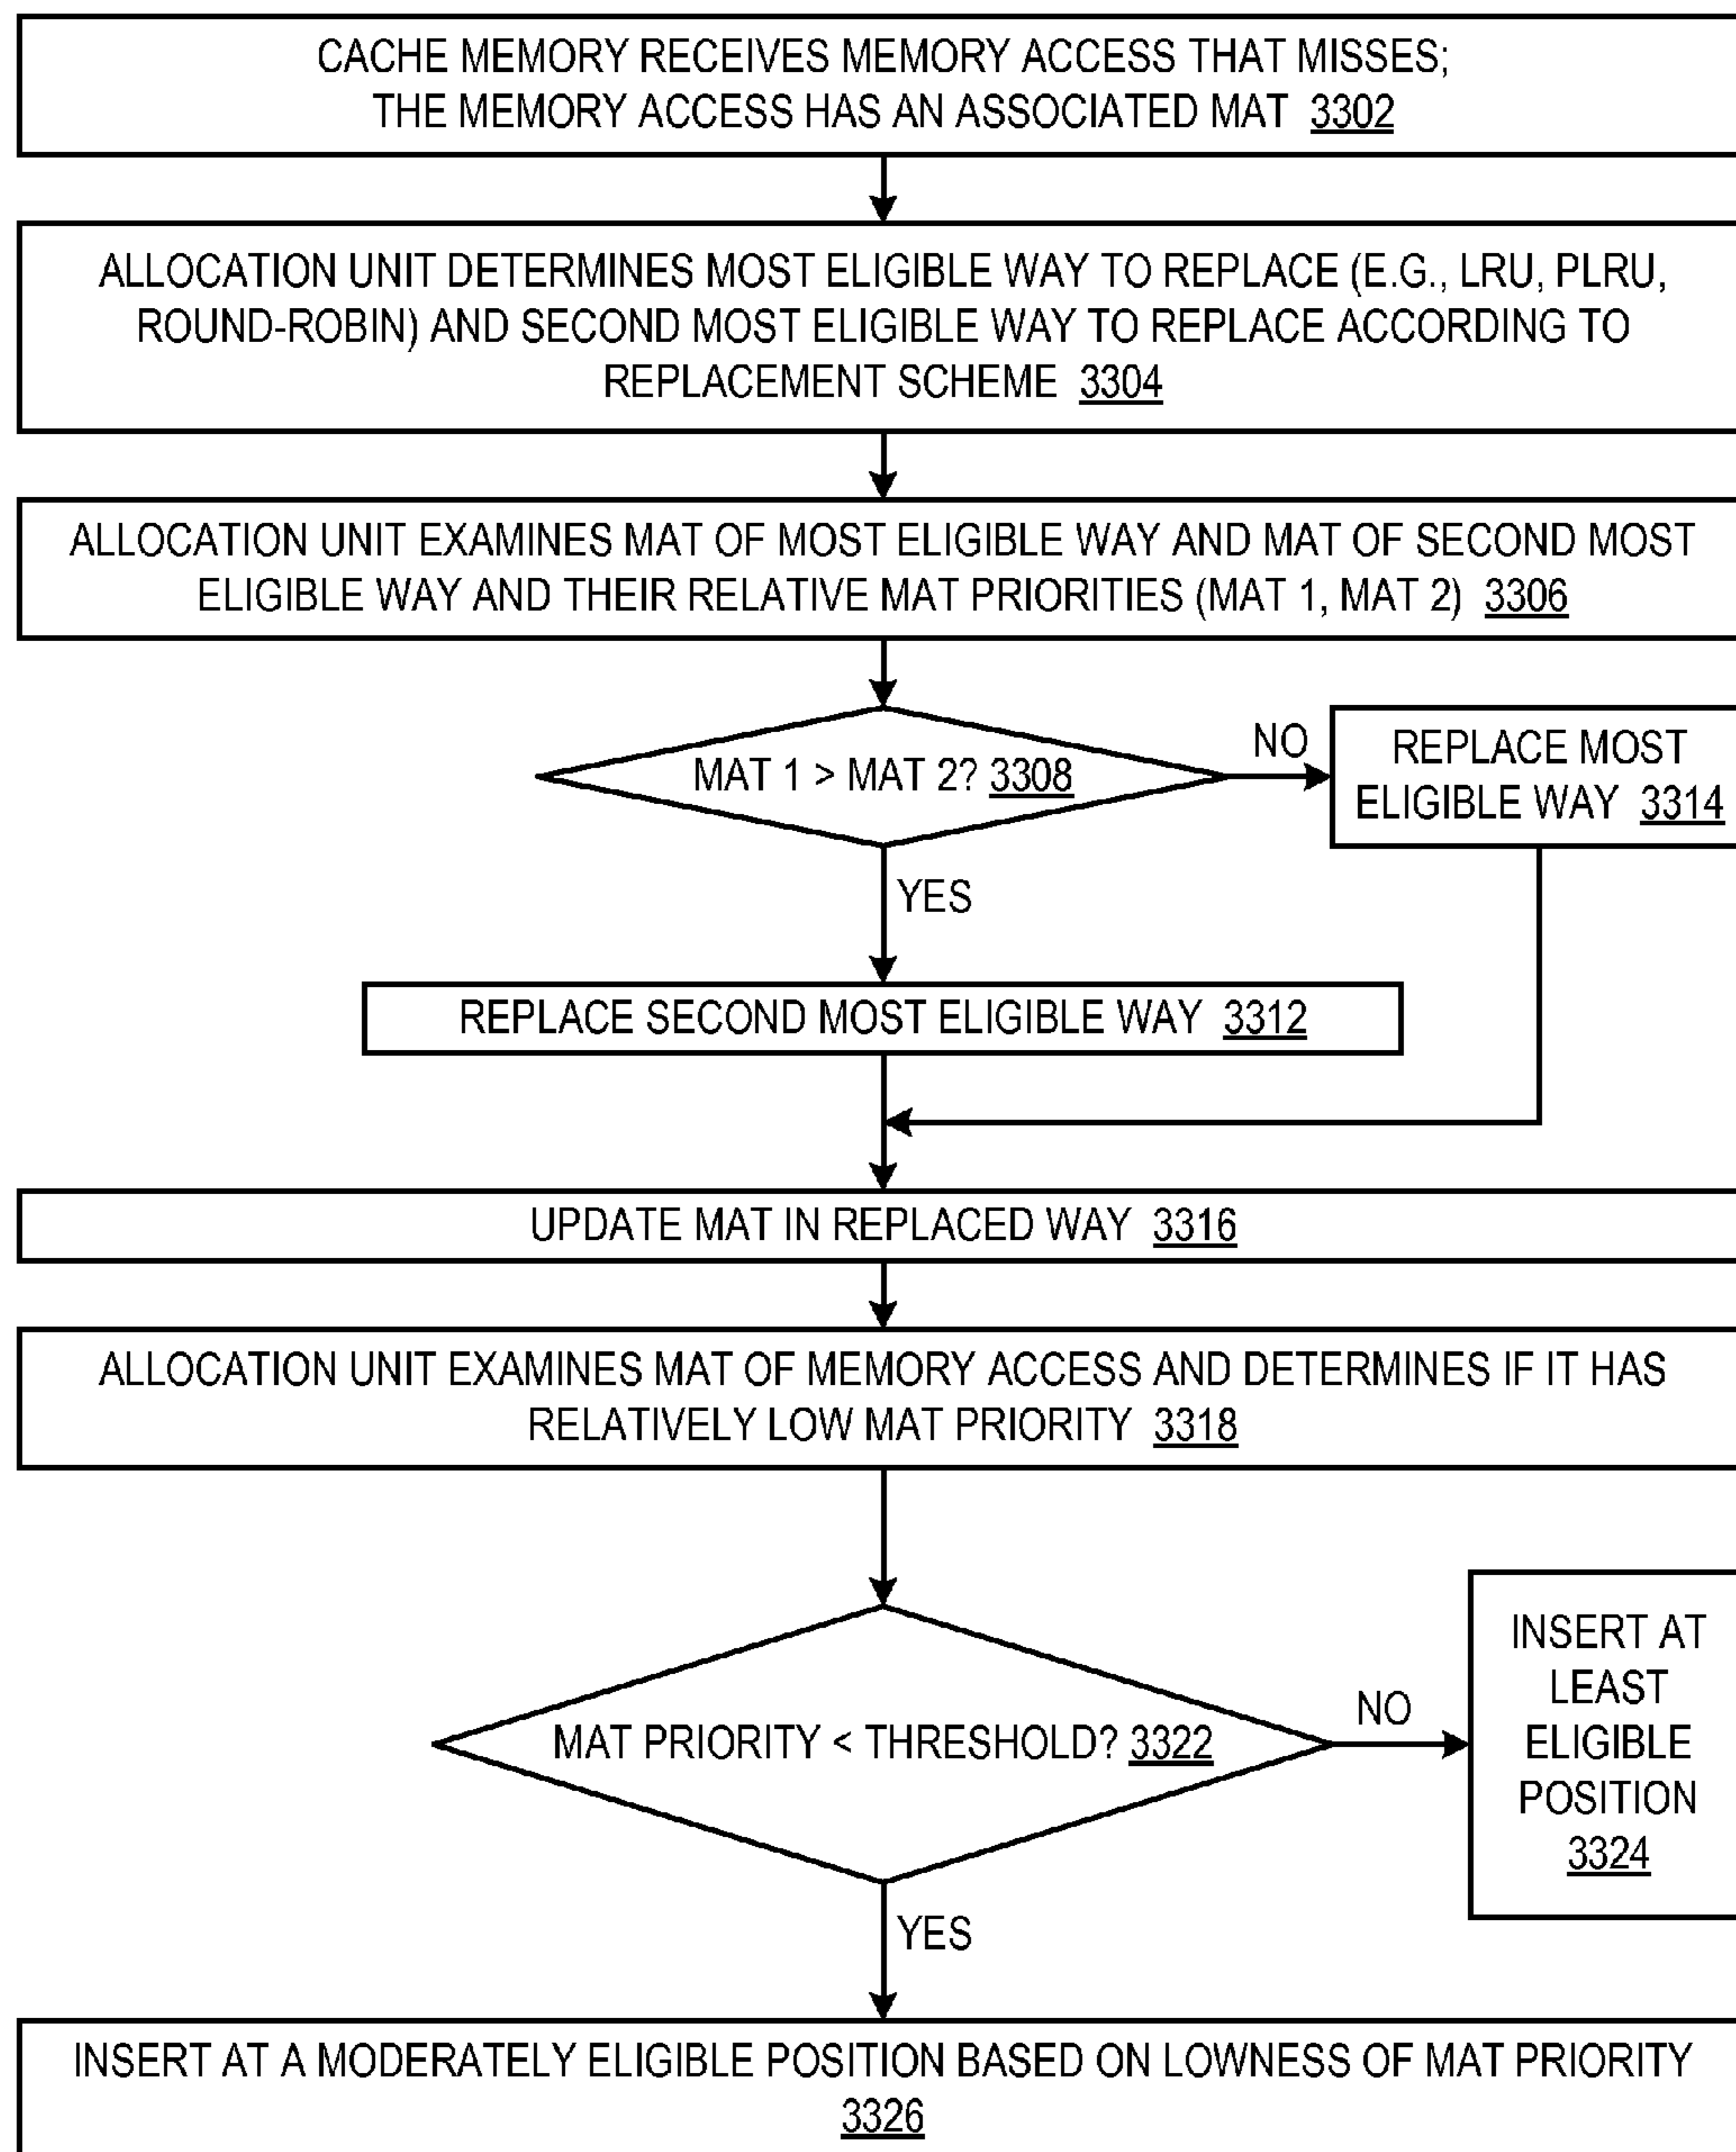 CACHE MEMORY RECEIVES MEMORY ACCESS THAT MISSES;
THE MEMORY ACCESS HAS AN ASSOCIATED MAT 3302
ALLOCATION UNIT DETERMINES MOST ELIGIBLE WAY TO REPLACE (E.G., LRU, PLRU,
ROUND-ROBIN) AND SECOND MOST ELIGIBLE WAY TO REPLACE ACCORDING TO
REPLACEMENT SCHEME 3304
ALLOCATION UNIT EXAMINES MAT OF MOST ELIGIBLE WAY AND MAT OF SECOND MOST
ELIGIBLE WAY AND THEIR RELATIVE MAT PRIORITIES (MAT 1, MAT 2) 3306
MAT 1 > MAT 2? 3308
NO
REPLACE MOST
ELIGIBLE WAY 3314
YES
REPLACE SECOND MOST ELIGIBLE WAY 3312
UPDATE MAT IN REPLACED WAY 3316
ALLOCATION UNIT EXAMINES MAT OF MEMORY ACCESS AND DETERMINES IF IT HAS
RELATIVELY LOW MAT PRIORITY 3318
MAT PRIORITY < THRESHOLD? 3322
NO
INSERT AT
LEAST
ELIGIBLE
POSITION
3324
YES
INSERT AT A MODERATELY ELIGIBLE POSITION BASED ON LOWNESS OF MAT PRIORITY
3326